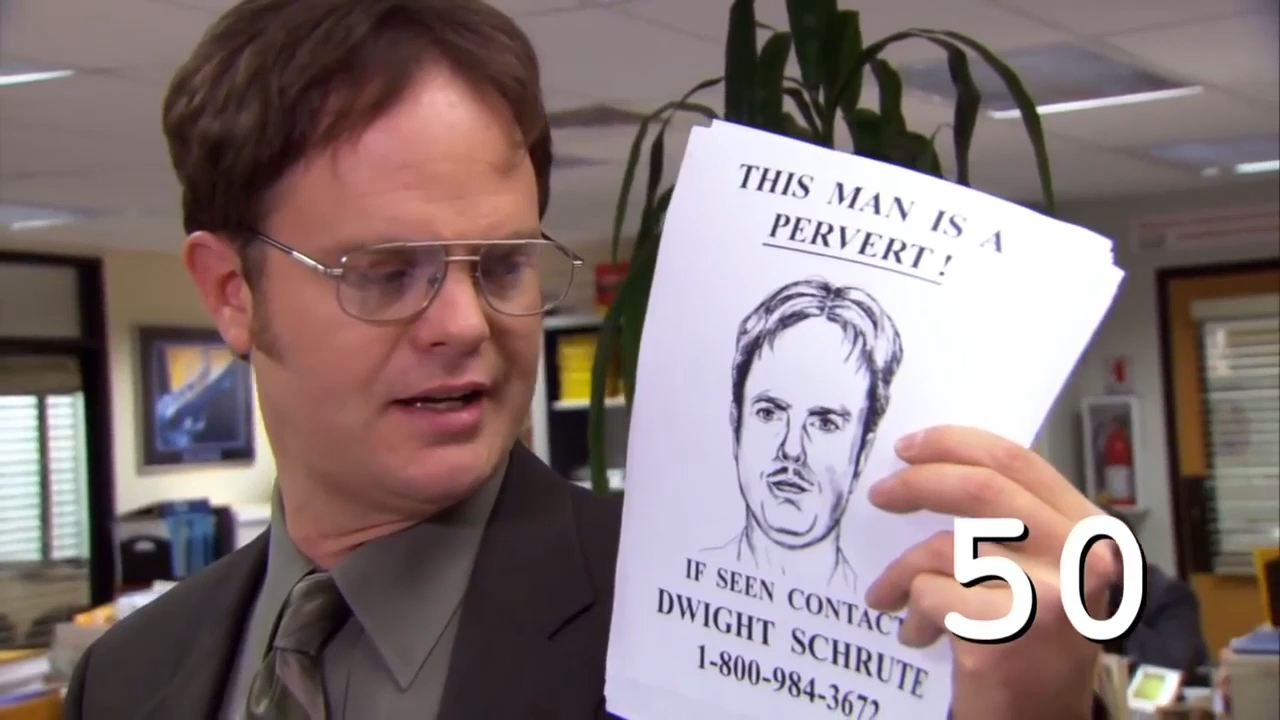 THIS MAN IS A
PERVERT!
IF SEEN CONTACT
DWIGHT SCHRUTE
1-800-984-3672
50